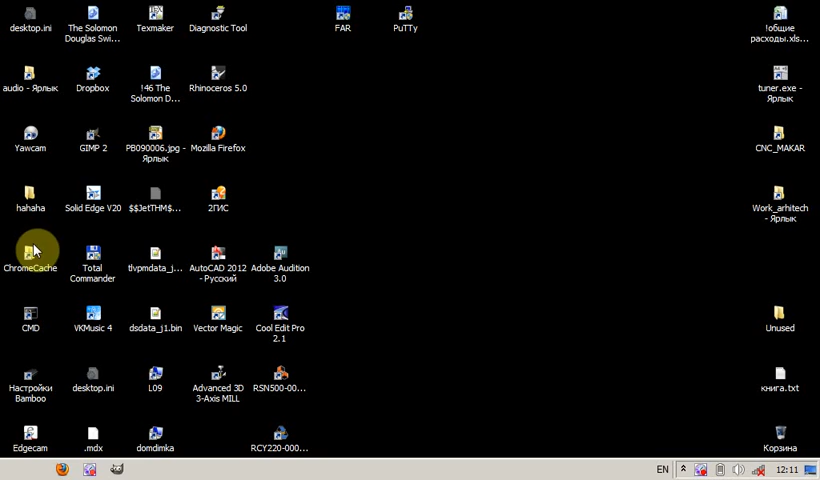 desktop.ini
The Solomon
Douglas Swi...
Texmaker
Diagnostic Tool
FAR
PuTTy
!общие
расходы.xls...
audio - Ярлык
Dropbox
!46 The
Solomon D...
Rhinoceros 5.0
tuner.exe -
Ярлык
Yawcam
GIMP 2
PB090006.jpg -
Ярлык
Mozilla Firefox
CNC_MAKAR
hahaha
Solid Edge V20
$$JetTHM$...
2ГИС
Work_arhitech
- Ярлык
ChromeCache
Total
Commander
tlvpmdata_j...
AutoCAD 2012
- Русский
Adobe Audition
3.0
CMD
VKMusic 4
dsdata_j1.bin
Vector Magic
Cool Edit Pro
2.1
Unused
Настройки
Bamboo
desktop.ini
L09
Advanced 3D
3-Axis MILL
RSN500-00...
книга.txt
Edgecam
.mdx
domdimka
RCY220-000...
Корзина
EN
12:11